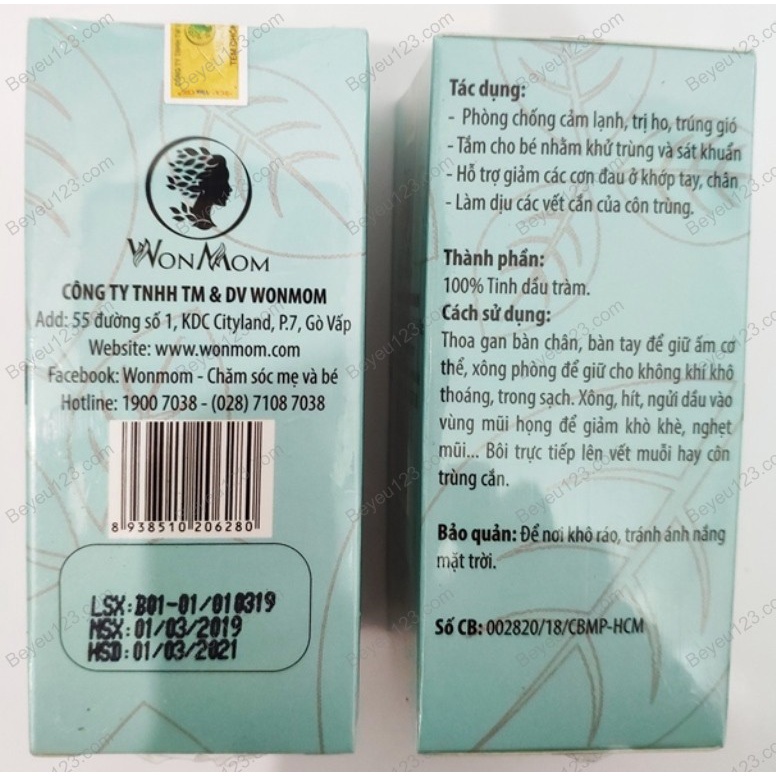 WONMOM
CÔNG TY TNHH TM & DV WONMOM
Add: 55 đường số 1, KDC Cityland, P.7, Gò Vấp
Website: www.wonmom.com
Facebook: Wonmom - Chăm sóc mẹ và bé
Hotline: 1900 7038 - (028) 7108 7038
8 938510 206280
LSX: B01-01/010319
NSX: 01/03/2019
HSD: 01/03/2021
Tác dụng:
- Phòng chống cảm lạnh, trị ho, trúng gió
- Tắm cho bé nhằm khử trùng và sát khuẩn
- Hỗ trợ giảm các cơn đau ở khớp tay, chân
- Làm dịu các vết cắn của côn trùng.
Thành phần:
100% Tinh dầu tràm.
Cách sử dụng:
Thoa gan bàn chân, bàn tay để giữ ấm cơ
thể, xông phòng để giữ cho không khí khô
thoáng, trong sạch. Xông, hít, ngửi dầu vào
vùng mũi họng để giảm khò khè, nghẹt
mũi... Bôi trực tiếp lên vết muỗi hay côn
trùng cắn.
Bảo quản: Để nơi khô ráo, tránh ánh nắng
mặt trời.
Số CB: 002820/18/CBMP-HCM
Beyeu123.com